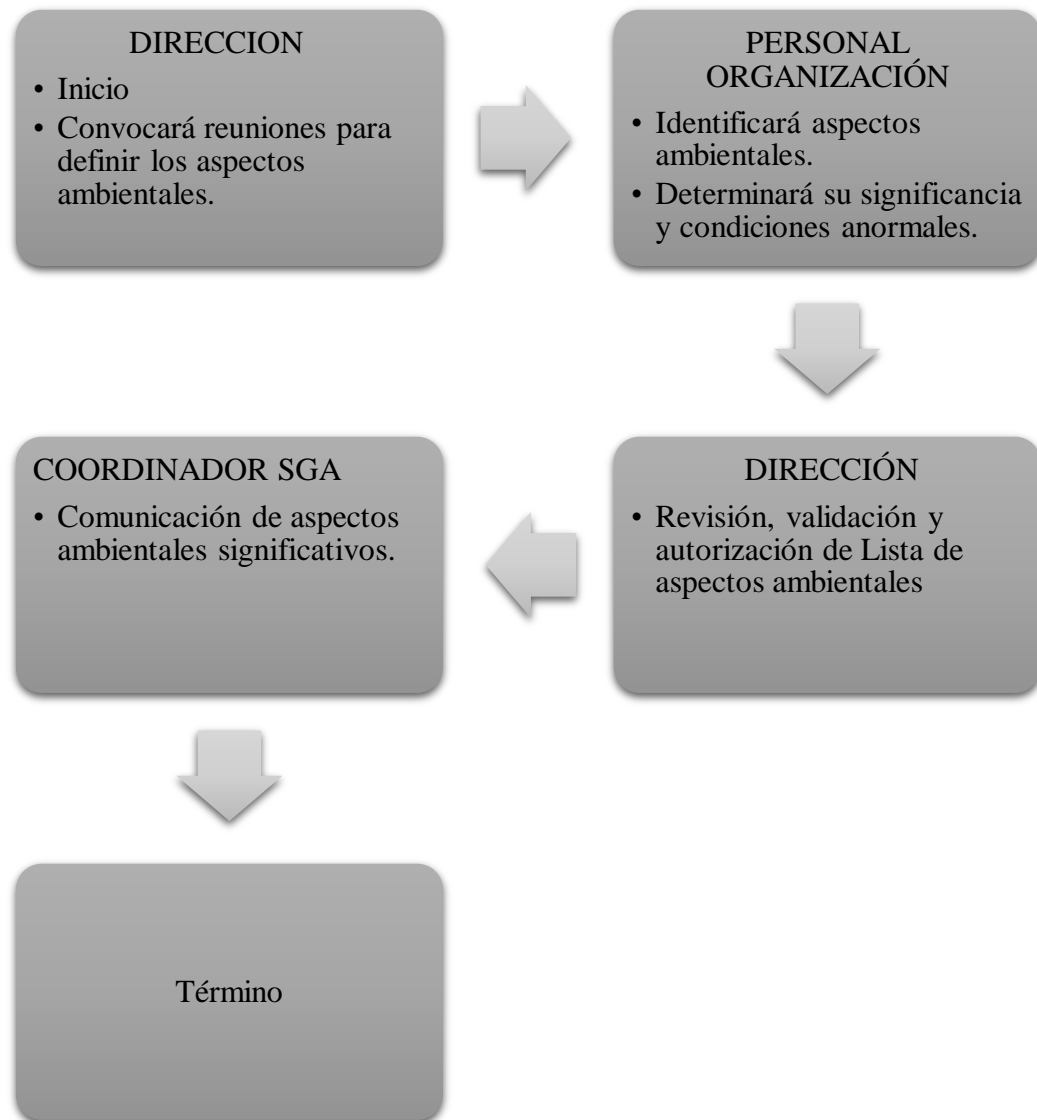 DIRECCION
• Inicio
• Convocará reuniones para
definir los aspectos
ambientales.
PERSONAL
ORGANIZACIÓN
• Identificará aspectos
ambientales.
• Determinará su significancia
y condiciones anormales.
DIRECCIÓN
• Revisión, validación y
autorización de Lista de
aspectos ambientales
COORDINADOR SGA
• Comunicación de aspectos
ambientales significativos.
Término